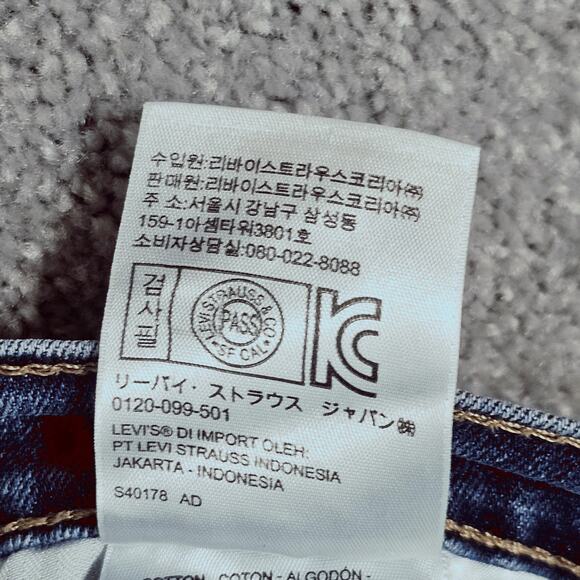 수입원:리바이스트라우스코리아㈜
판매원:리바이스트라우스코리아㈜
주 소:서울시 강남구 삼성동
159-1아셈타워3801호
소비자상담실:080-022-8088
검사필
LEVI STRAUSS & CO
PASS
SF CAL
KC
リーバイ・ストラウス ジャパン㈱
0120-099-501
LEVI'S® DI IMPORT OLEH:
PT LEVI STRAUSS INDONESIA
JAKARTA - INDONESIA
S40178 AD
COTTON - COTON - ALGODÓN -